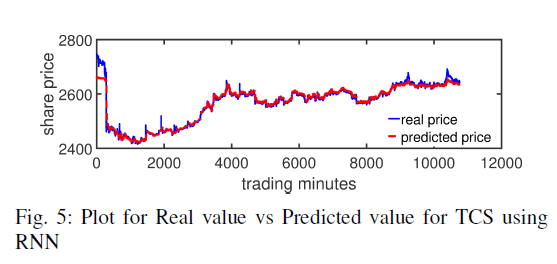 2800
2600
2400
share price
0 2000 4000 6000 8000 10000 12000
trading minutes
real price
predicted price
Fig. 5: Plot for Real value vs Predicted value for TCS using
RNN